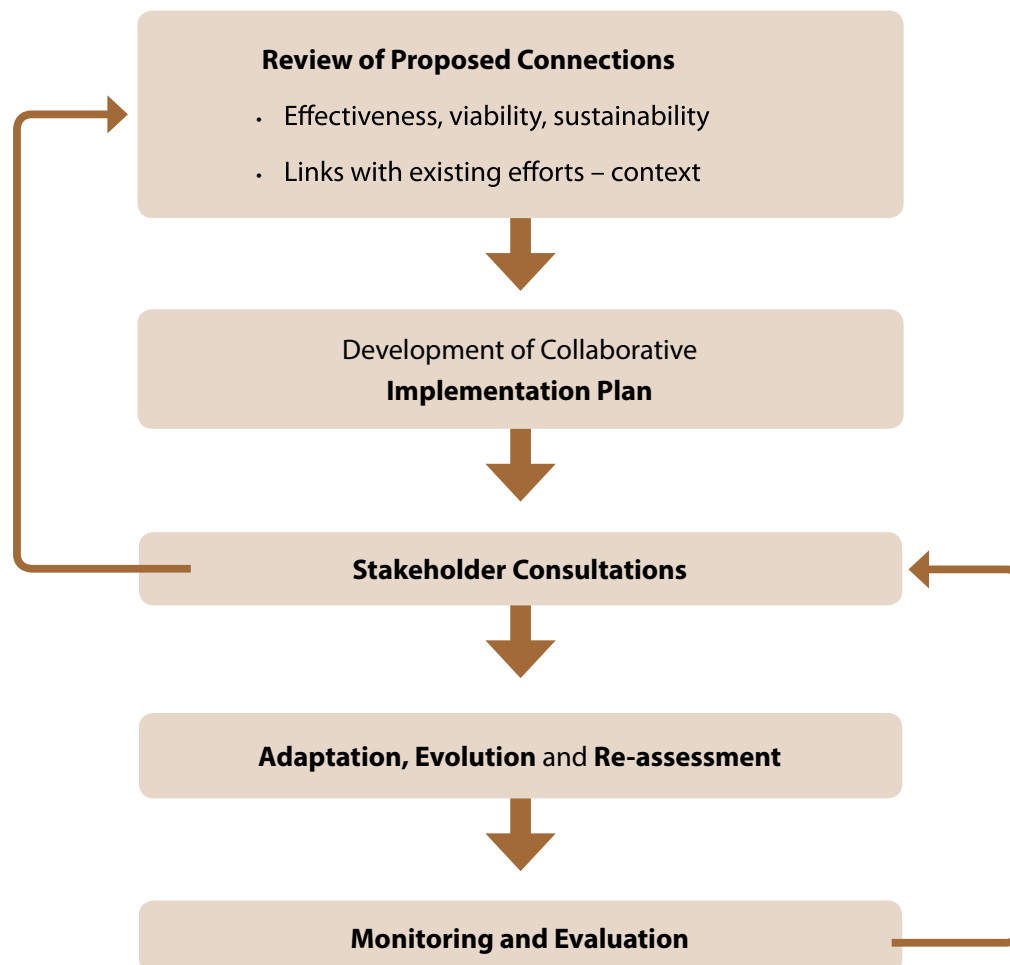 Review of Proposed Connections
• Effectiveness, viability, sustainability
• Links with existing efforts – context
Development of Collaborative
Implementation Plan
Stakeholder Consultations
Adaptation, Evolution and Re-assessment
Monitoring and Evaluation